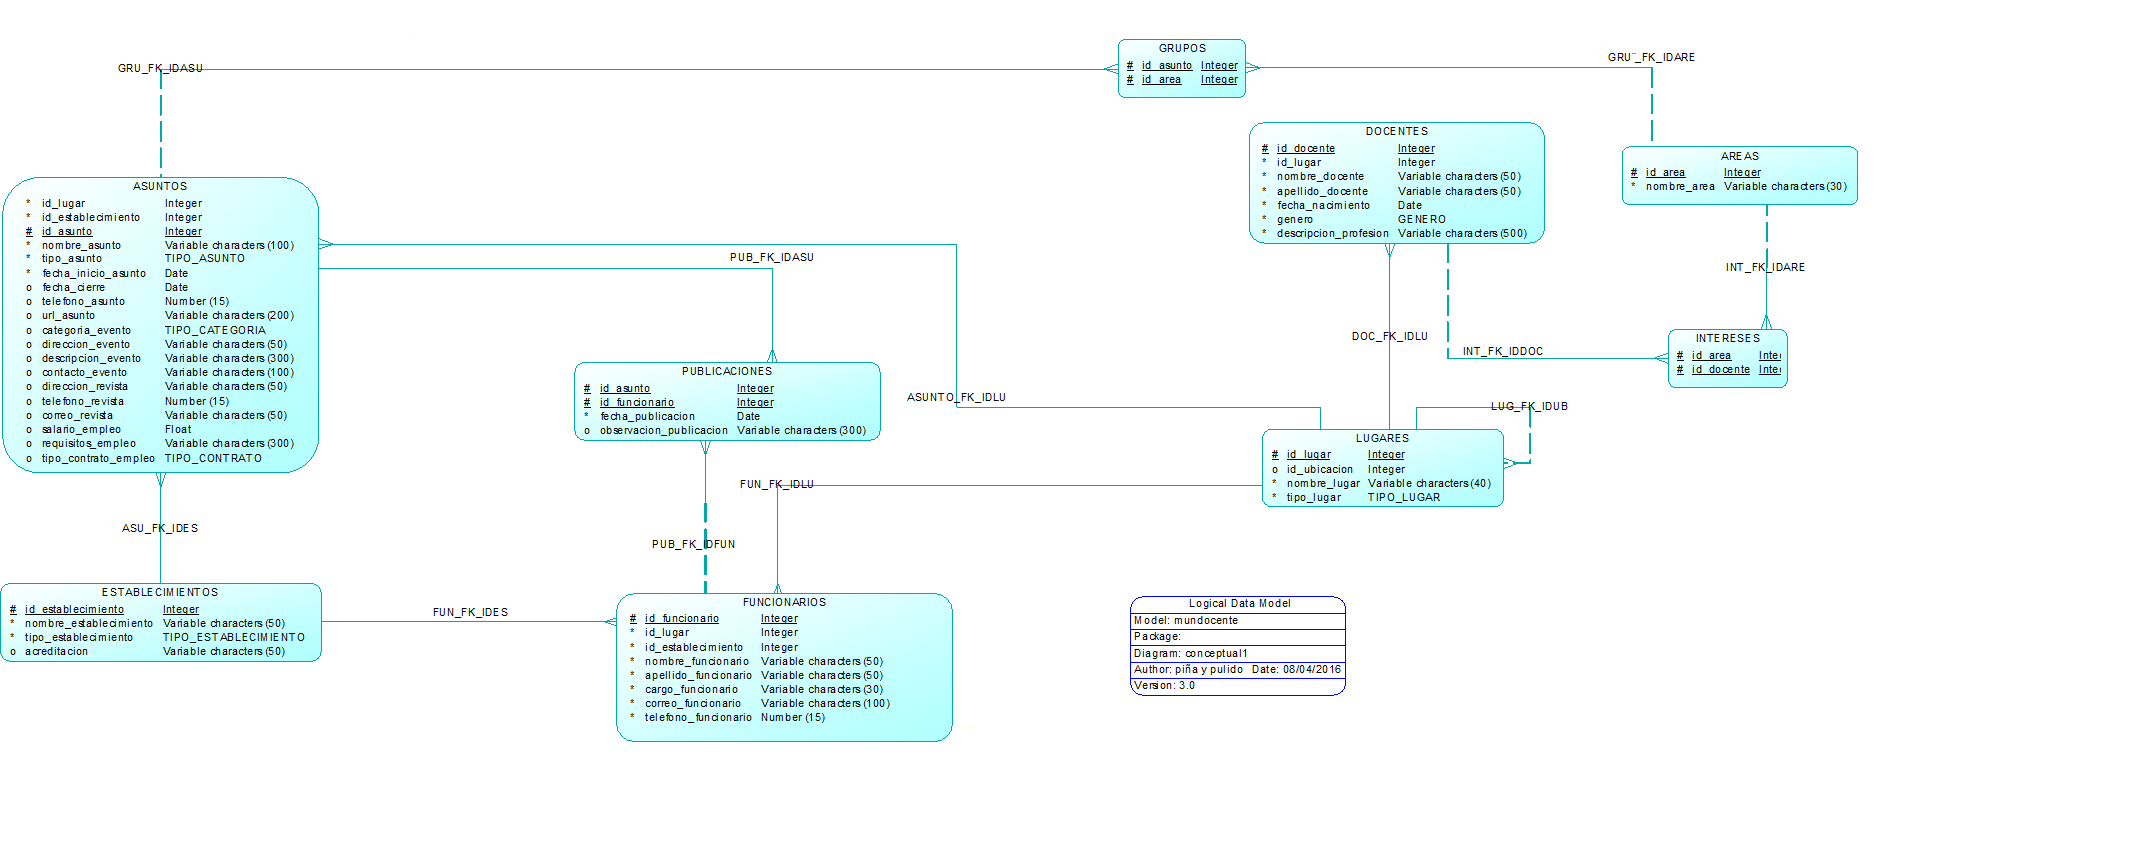 GRU_FK_IDASU
GRUPOS
# id_asunto Integer
# id_area Integer
GRU¨_FK_IDARE
DOCENTES
# id_docente Integer
* id_lugar Integer
* nombre_docente Variable characters (50)
* apellido_docente Variable characters (50)
* fecha_nacimiento Date
* genero GENERO
* descripcion_profesion Variable characters (500)
AREAS
# id_area Integer
* nombre_area Variable characters (30)
ASUNTOS
* id_lugar Integer
* id_establecimiento Integer
# id_asunto Integer
* nombre_asunto Variable characters (100)
* tipo_asunto TIPO_ASUNTO
* fecha_inicio_asunto Date
o fecha_cierre Date
o telefono_asunto Number (15)
o url_asunto Variable characters (200)
o categoria_evento TIPO_CATEGORIA
o direccion_evento Variable characters (50)
o descripcion_evento Variable characters (300)
o contacto_evento Variable characters (100)
o direccion_revista Variable characters (50)
o telefono_revista Number (15)
o correo_revista Variable characters (50)
o salario_empleo Float
o requisitos_empleo Variable characters (300)
o tipo_contrato_empleo TIPO_CONTRATO
PUB_FK_IDASU
INT_FK_IDARE
DOC_FK_IDLU
INT_FK_IDDOC
INTERESES
# id_area Inte
# id_docente Inte
PUBLICACIONES
# id_asunto Integer
# id_funcionario Integer
* fecha_publicacion Date
o observacion_publicacion Variable characters (300)
ASUNTO_FK_IDLU
LUG_FK_IDUB
LUGARES
# id_lugar Integer
o id_ubicacion Integer
* nombre_lugar Variable characters (40)
* tipo_lugar TIPO_LUGAR
FUN_FK_IDLU
ASU_FK_IDES
PUB_FK_IDFUN
ESTABLECIMIENTOS
# id_establecimiento Integer
* nombre_establecimiento Variable characters (50)
* tipo_establecimiento TIPO_ESTABLECIMIENTO
o acreditacion Variable characters (50)
FUN_FK_IDES
FUNCIONARIOS
# id_funcionario Integer
* id_lugar Integer
* id_establecimiento Integer
* nombre_funcionario Variable characters (50)
* apellido_funcionario Variable characters (50)
* cargo_funcionario Variable characters (30)
* correo_funcionario Variable characters (100)
* telefono_funcionario Number (15)
Logical Data Model
Model: mundocente
Package:
Diagram: conceptual1
Author: piña y pulido Date: 08/04/2016
Version: 3.0